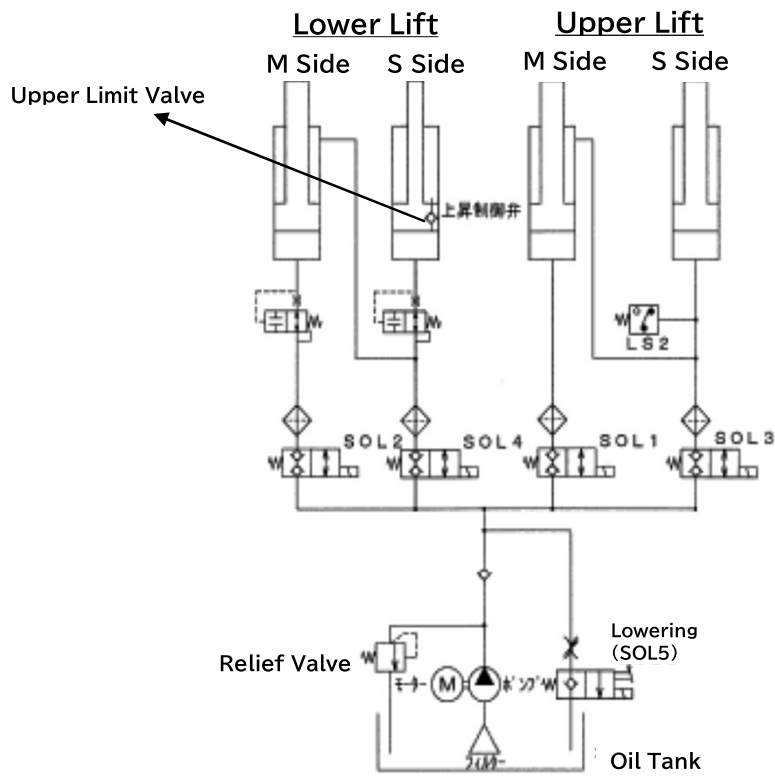 Lower Lift
Upper Lift
M Side
S Side
M Side
S Side
Upper Limit Valve
上昇制御弁
LS2
SOL2
SOL4
SOL1
SOL3
Lowering
(SOL5)
Relief Valve
モーター
M
ポンプ
フィルター
Oil Tank